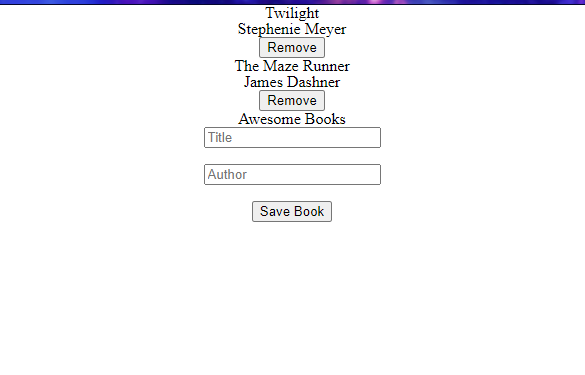 Twilight
Stephenie Meyer
Remove
The Maze Runner
James Dashner
Remove
Awesome Books
Title
Author
Save Book